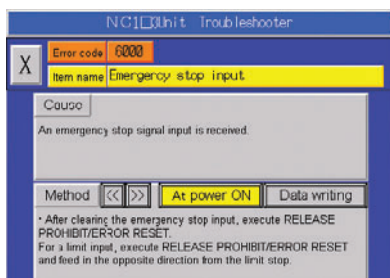 NC1□3Unit Troubleshooter
X
Error code 6000
Item name Emergency stop input
Cause
An emergency stop signal input is received.
Method << >> At power ON Data writing
・After clearing the emergency stop input, execute RELEASE
PROHIBIT/ERROR RESET.
For a limit input, execute RELEASE PROHIBIT/ERROR RESET
and feed in the opposite direction from the limit stop.